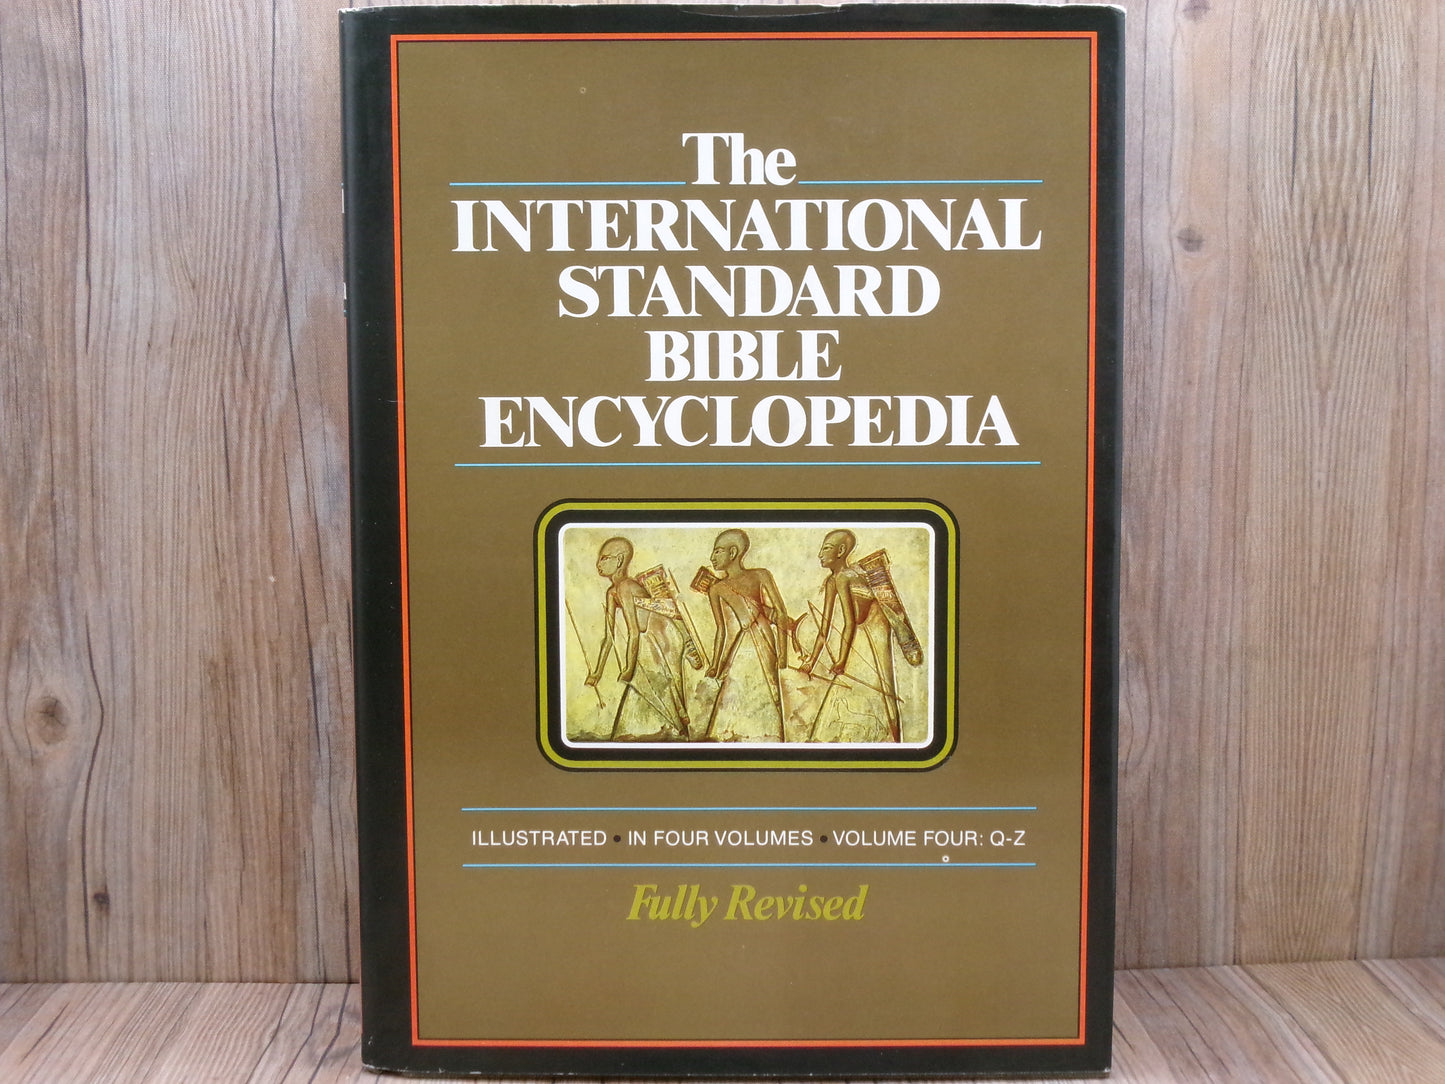 The
INTERNATIONAL
STANDARD
BIBLE
ENCYCLOPEDIA
ILLUSTRATED • IN FOUR VOLUMES • VOLUME FOUR: Q-Z
Fully Revised